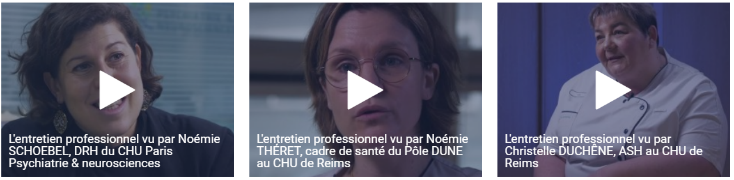 L'entretien professionnel vu par Noémie
SCHOEBEL, DRH du CHU Paris
Psychiatrie & neurosciences
L'entretien professionnel vu par Noémie
THÉRET, cadre de santé du Pôle DUNE
au CHU de Reims
L'entretien professionnel vu par
Christelle DUCHÊNE, ASH au CHU de
Reims